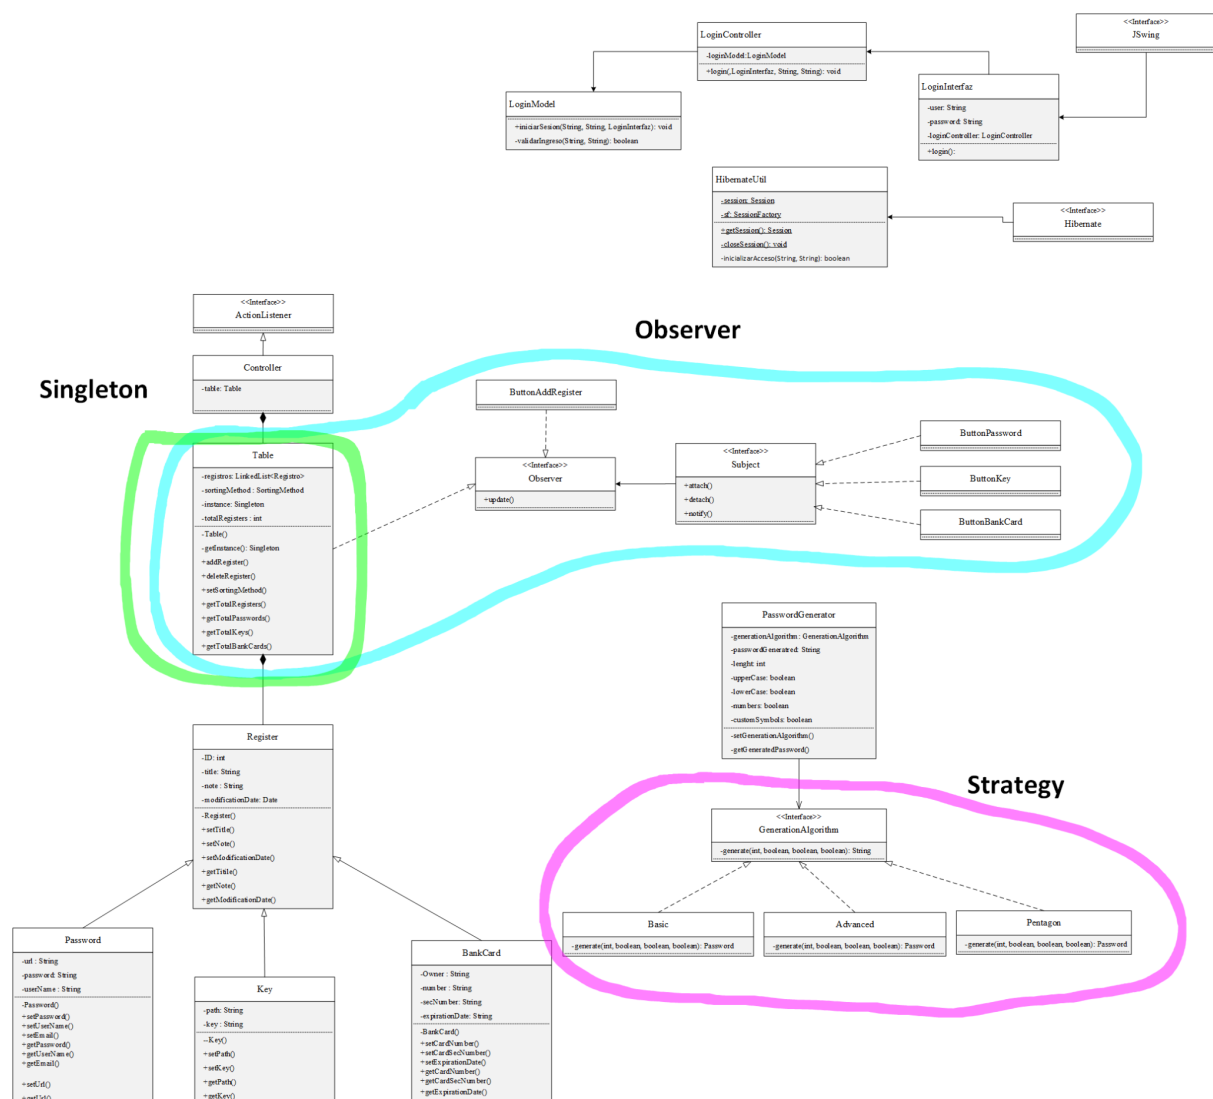 LoginController
-loginModel:LoginModel
+login(,LoginInterfaz, String, String): void
<<Interface>>
JSwing
LoginModel
+iniciarSesion(String, String, LoginInterfaz): void
-validarIngreso(String, String): boolean
LoginInterfaz
-user: String
-password: String
-loginController: LoginController
+login():
HibernateUtil
-session: Session
-sf: SessionFactory
+getSession(): Session
-closeSession(): void
-inicializarAcceso(String, String): boolean
<<Interface>>
Hibernate
<<Interface>>
ActionListener
Observer
Singleton
Controller
-table: Table
ButtonAddRegister
Table
-registros: LinkedList<Registro>
-sortingMethod : SortingMethod
-instance: Singleton
-totalRegisters : int
-Table()
-getInstance(): Singleton
+addRegister()
+deleteRegister()
+setSortingMethod()
+getTotalRegisters()
+getTotalPasswords()
+getTotalKeys()
+getTotalBankCards()
<<Interface>>
Observer
+update()
<<Interface>>
Subject
+attach()
+detach()
+notify()
ButtonPassword
ButtonKey
ButtonBankCard
PasswordGenerator
-generationAlgorithm : GenerationAlgorithm
-passwordGenerated: String
-lenght: int
-upperCase: boolean
-lowerCase: boolean
-numbers: boolean
-customSymbols: boolean
-setGenerationAlgorithm()
-getGeneratedPassword()
Register
-ID: int
-title: String
-note : String
-modificationDate: Date
-Register()
+setTitle()
+setNote()
+setModificationDate()
+getTitile()
+getNote()
+getModificationDate()
Strategy
<<Interface>>
GenerationAlgorithm
-generate(int, boolean, boolean, boolean): String
Basic
-generate(int, boolean, boolean, boolean): Password
Advanced
-generate(int, boolean, boolean, boolean): Password
Pentagon
-generate(int, boolean, boolean, boolean): Password
Password
-url : String
-password: String
-userName : String
-Password()
+setPassword()
+setUserName()
+setEmail()
+getPassword()
+getUserName()
+getEmail()
+setUrl()
+getUrl()
Key
-path: String
-key : String
--Key()
+setPath()
+setKey()
+getPath()
+getKey()
BankCard
-Owner : String
-number : String
-secNumber: String
-expirationDate: String
-BankCard()
+setCardNumber()
+setCardSecNumber()
+setExpirationDate()
+getCardNumber()
+getCardSecNumber()
+getExpirationDate()